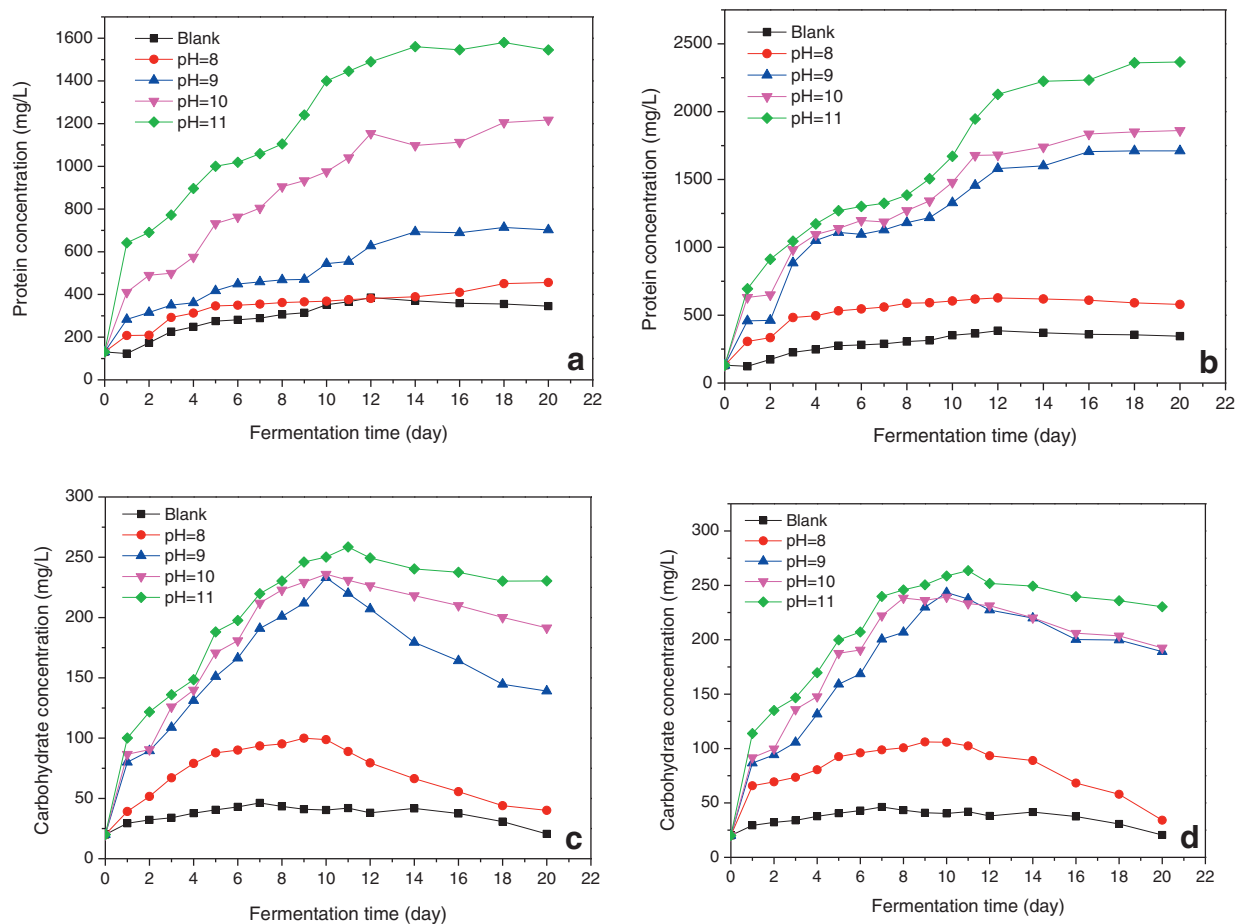 Protein concentration (mg/L)
1600
1400
1200
1000
800
600
400
200
0
Blank
pH=8
pH=9
pH=10
pH=11
a
0 2 4 6 8 10 12 14 16 18 20 22
Fermentation time (day)
Protein concentration (mg/L)
2500
2000
1500
1000
500
0
Blank
pH=8
pH=9
pH=10
pH=11
b
0 2 4 6 8 10 12 14 16 18 20 22
Fermentation time (day)
Carbohydrate concentration (mg/L)
300
250
200
150
100
50
0
Blank
pH=8
pH=9
pH=10
pH=11
c
0 2 4 6 8 10 12 14 16 18 20 22
Fermentation time (day)
Carbohydrate concentration (mg/L)
300
250
200
150
100
50
0
Blank
pH=8
pH=9
pH=10
pH=11
d
0 2 4 6 8 10 12 14 16 18 20 22
Fermentation time (day)